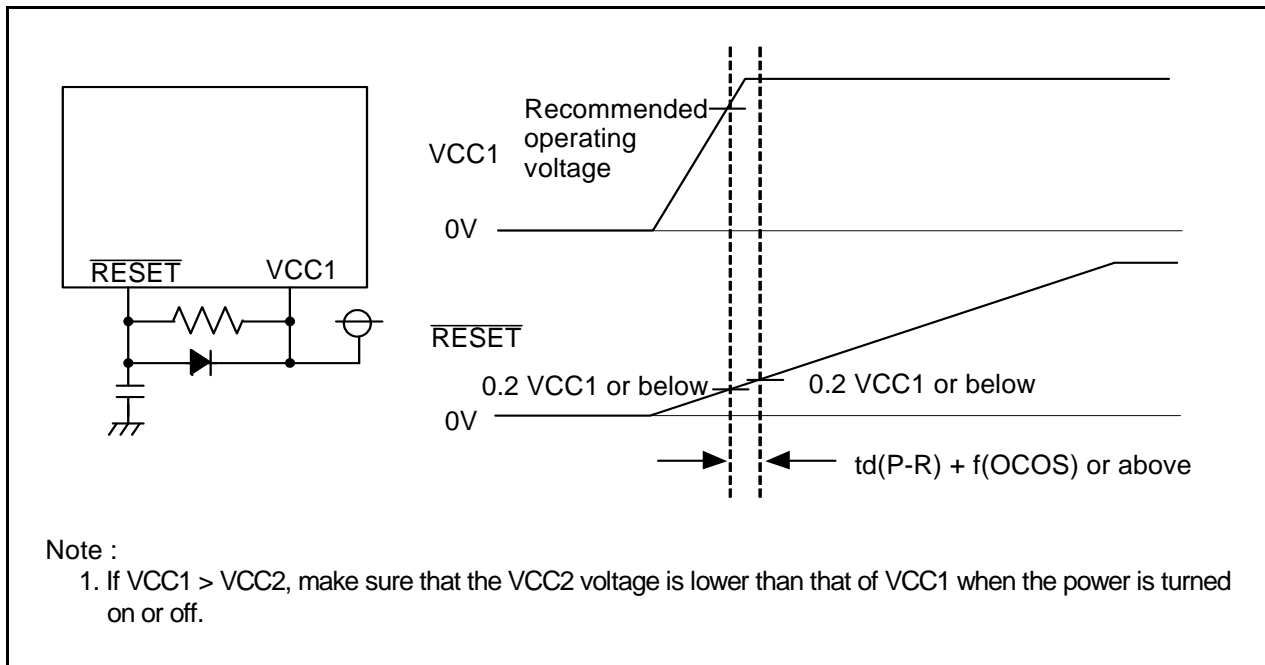 Recommended
operating
voltage
VCC1
0V
RESET VCC1
RESET
0.2 VCC1 or below 0.2 VCC1 or below
0V
td(P-R) + f(OCOS) or above
Note :
1. If VCC1 > VCC2, make sure that the VCC2 voltage is lower than that of VCC1 when the power is turned
on or off.